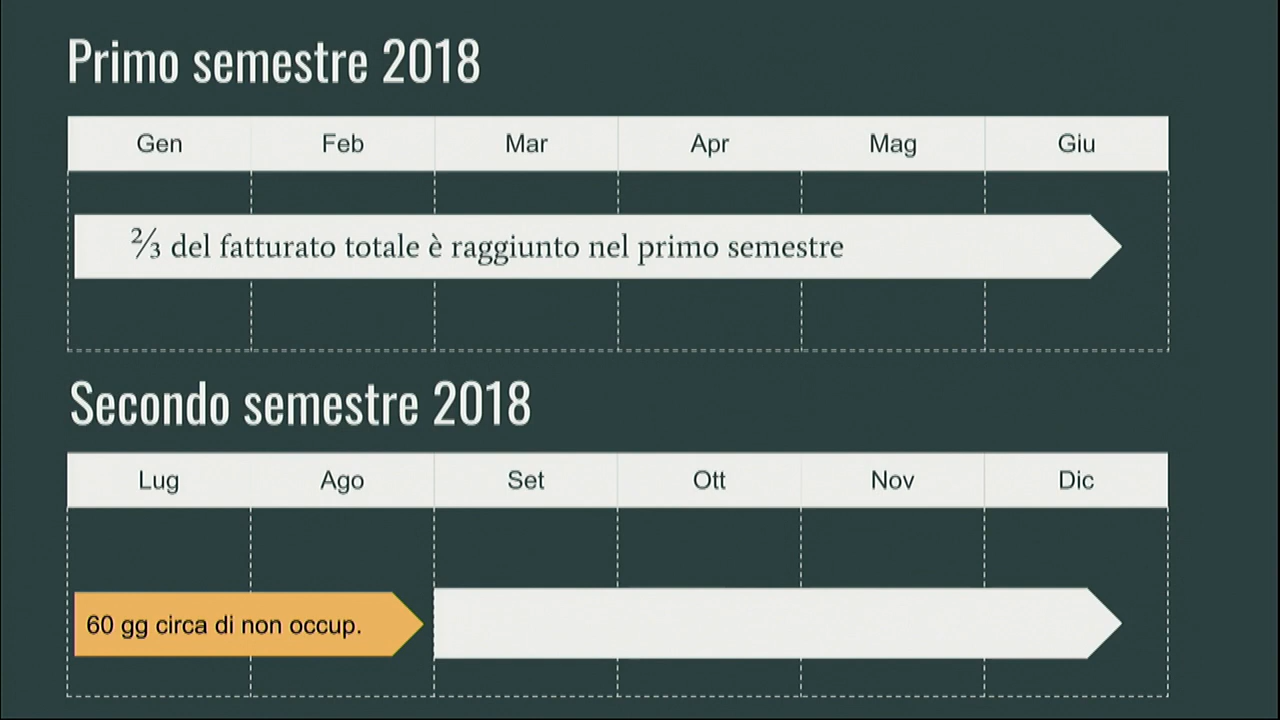 Primo semestre 2018
Gen Feb Mar Apr Mag Giu
⅔ del fatturato totale è raggiunto nel primo semestre
Secondo semestre 2018
Lug Ago Set Ott Nov Dic
60 gg circa di non occup.